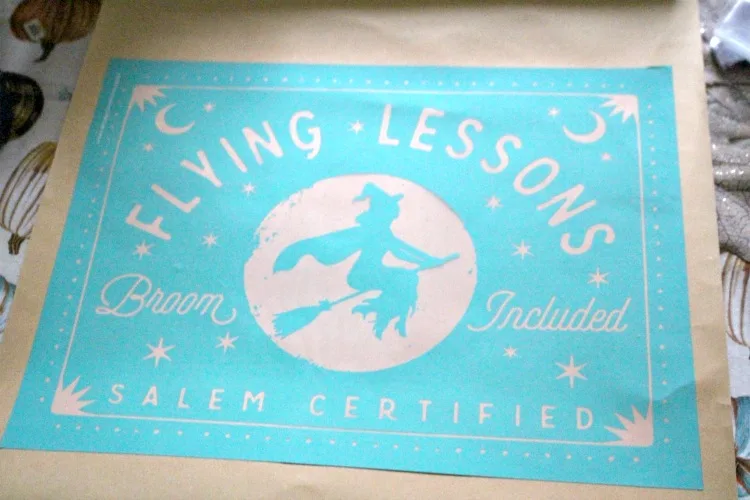 FLYING LESSONS
Broom Included
SALEM CERTIFIED